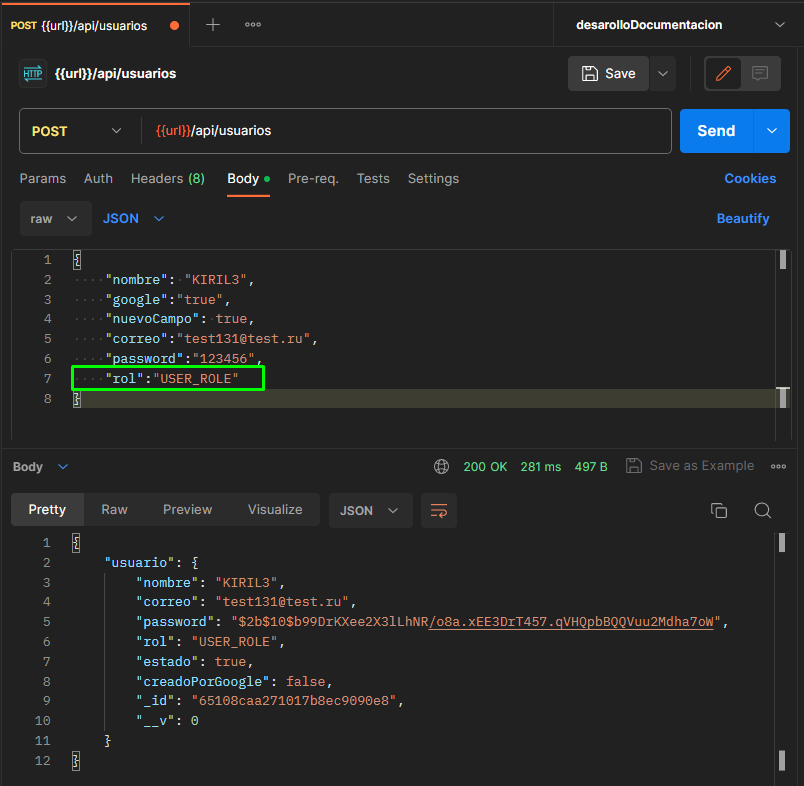 POST {{url}}/api/usuarios
desarolloDocumentacion
HTTP {{url}}/api/usuarios
Save
POST {{url}}/api/usuarios
Send
Params Auth Headers (8) Body Pre-req. Tests Settings Cookies
raw JSON Beautify
1 {
2 "nombre": "KIRIL3",
3 "google":"true",
4 "nuevoCampo": true,
5 "correo":"test131@test.ru",
6 "password":"123456",
7 "rol":"USER_ROLE"
8 }
Body 200 OK 281 ms 497 B Save as Example
Pretty Raw Preview Visualize JSON
1 {
2 "usuario": {
3 "nombre": "KIRIL3",
4 "correo": "test131@test.ru",
5 "password": "$2b$10$b99DrKXee2X3lLhNR/o8a.xEE3DrT457.qVHQpbBQQVuu2Mdha7oW",
6 "rol": "USER_ROLE",
7 "estado": true,
8 "creadoPorGoogle": false,
9 "_id": "65108caa271017b8ec9090e8",
10 "__v": 0
11 }
12 }